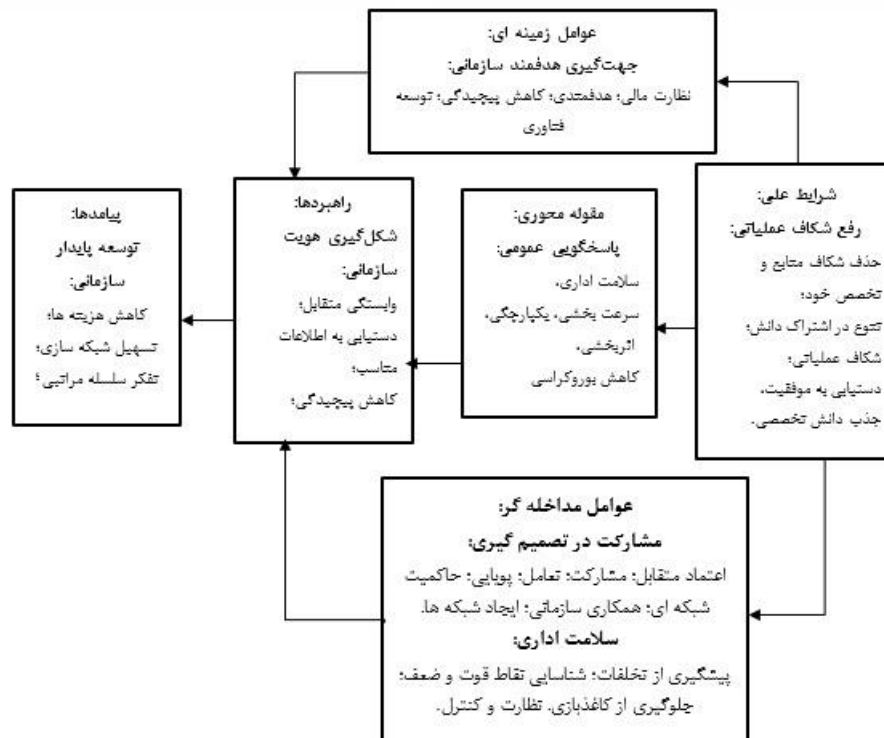 عوامل زمینه ای:
جهت‌گیری هدفمند سازمانی:
نظارت مالی؛ هدفمندی؛ کاهش پیچیدگی؛ توسعه
فناوری
شرایط علی:
رفع شکاف عملیاتی:
حذف شکاف منابع و
تخصص خود؛
تنوع در اشتراک دانش؛
شکاف عملیاتی؛
دستیابی به موفقیت،
جذب دانش تخصصی.
مقوله محوری:
پاسخگویی عمومی:
سلامت اداری،
سرعت بخشی، یکپارچگی،
اثربخشی،
کاهش بوروکراسی
راهبردها:
شکل‌گیری هویت
سازمانی:
وابستگی متقابل؛
دستیابی به اطلاعات
مناسب؛
کاهش پیچیدگی؛
پیامدها:
توسعه پایدار
سازمانی:
کاهش هزینه ها؛
تسهیل شبکه سازی؛
تفکر سلسله مراتبی؛
عوامل مداخله گر:
مشارکت در تصمیم گیری:
اعتماد متقابل؛ مشارکت؛ تعامل؛ پویایی؛ حاکمیت
شبکه ای؛ همکاری سازمانی؛ ایجاد شبکه ها.
سلامت اداری:
پیشگیری از تخلفات؛ شناسایی نقاط قوت و ضعف؛
جلوگیری از کاغذبازی. نظارت و کنترل.